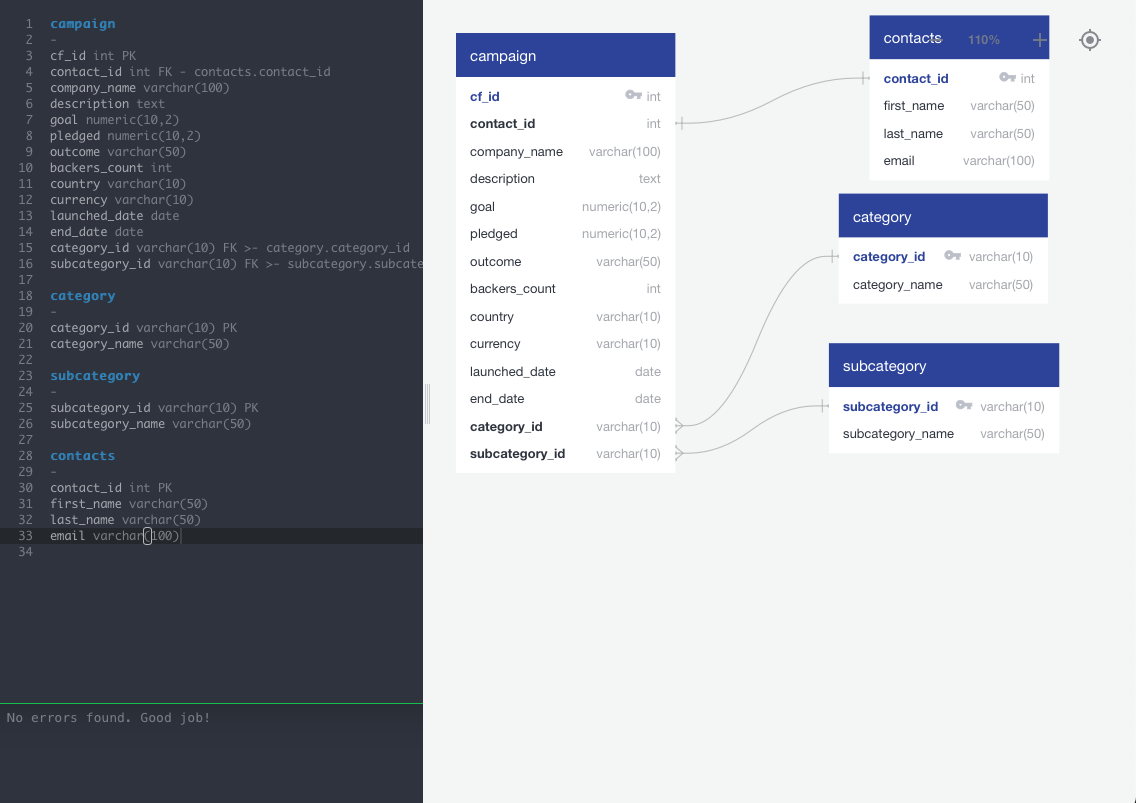 1 campaign
2 -
3 cf_id int PK
4 contact_id int FK - contacts.contact_id
5 company_name varchar(100)
6 description text
7 goal numeric(10,2)
8 pledged numeric(10,2)
9 outcome varchar(50)
10 backers_count int
11 country varchar(10)
12 currency varchar(10)
13 launched_date date
14 end_date date
15 category_id varchar(10) FK >- category.category_id
16 subcategory_id varchar(10) FK >- subcategory.subcate
17
18 category
19 -
20 category_id varchar(10) PK
21 category_name varchar(50)
22
23 subcategory
24 -
25 subcategory_id varchar(10) PK
26 subcategory_name varchar(50)
27
28 contacts
29 -
30 contact_id int PK
31 first_name varchar(50)
32 last_name varchar(50)
33 email varchar(100)
34
No errors found. Good job!
campaign
cf_id int
contact_id int
company_name varchar(100)
description text
goal numeric(10,2)
pledged numeric(10,2)
outcome varchar(50)
backers_count int
country varchar(10)
currency varchar(10)
launched_date date
end_date date
category_id varchar(10)
subcategory_id varchar(10)
contacts
110%
contact_id int
first_name varchar(50)
last_name varchar(50)
email varchar(100)
category
category_id varchar(10)
category_name varchar(50)
subcategory
subcategory_id varchar(10)
subcategory_name varchar(50)